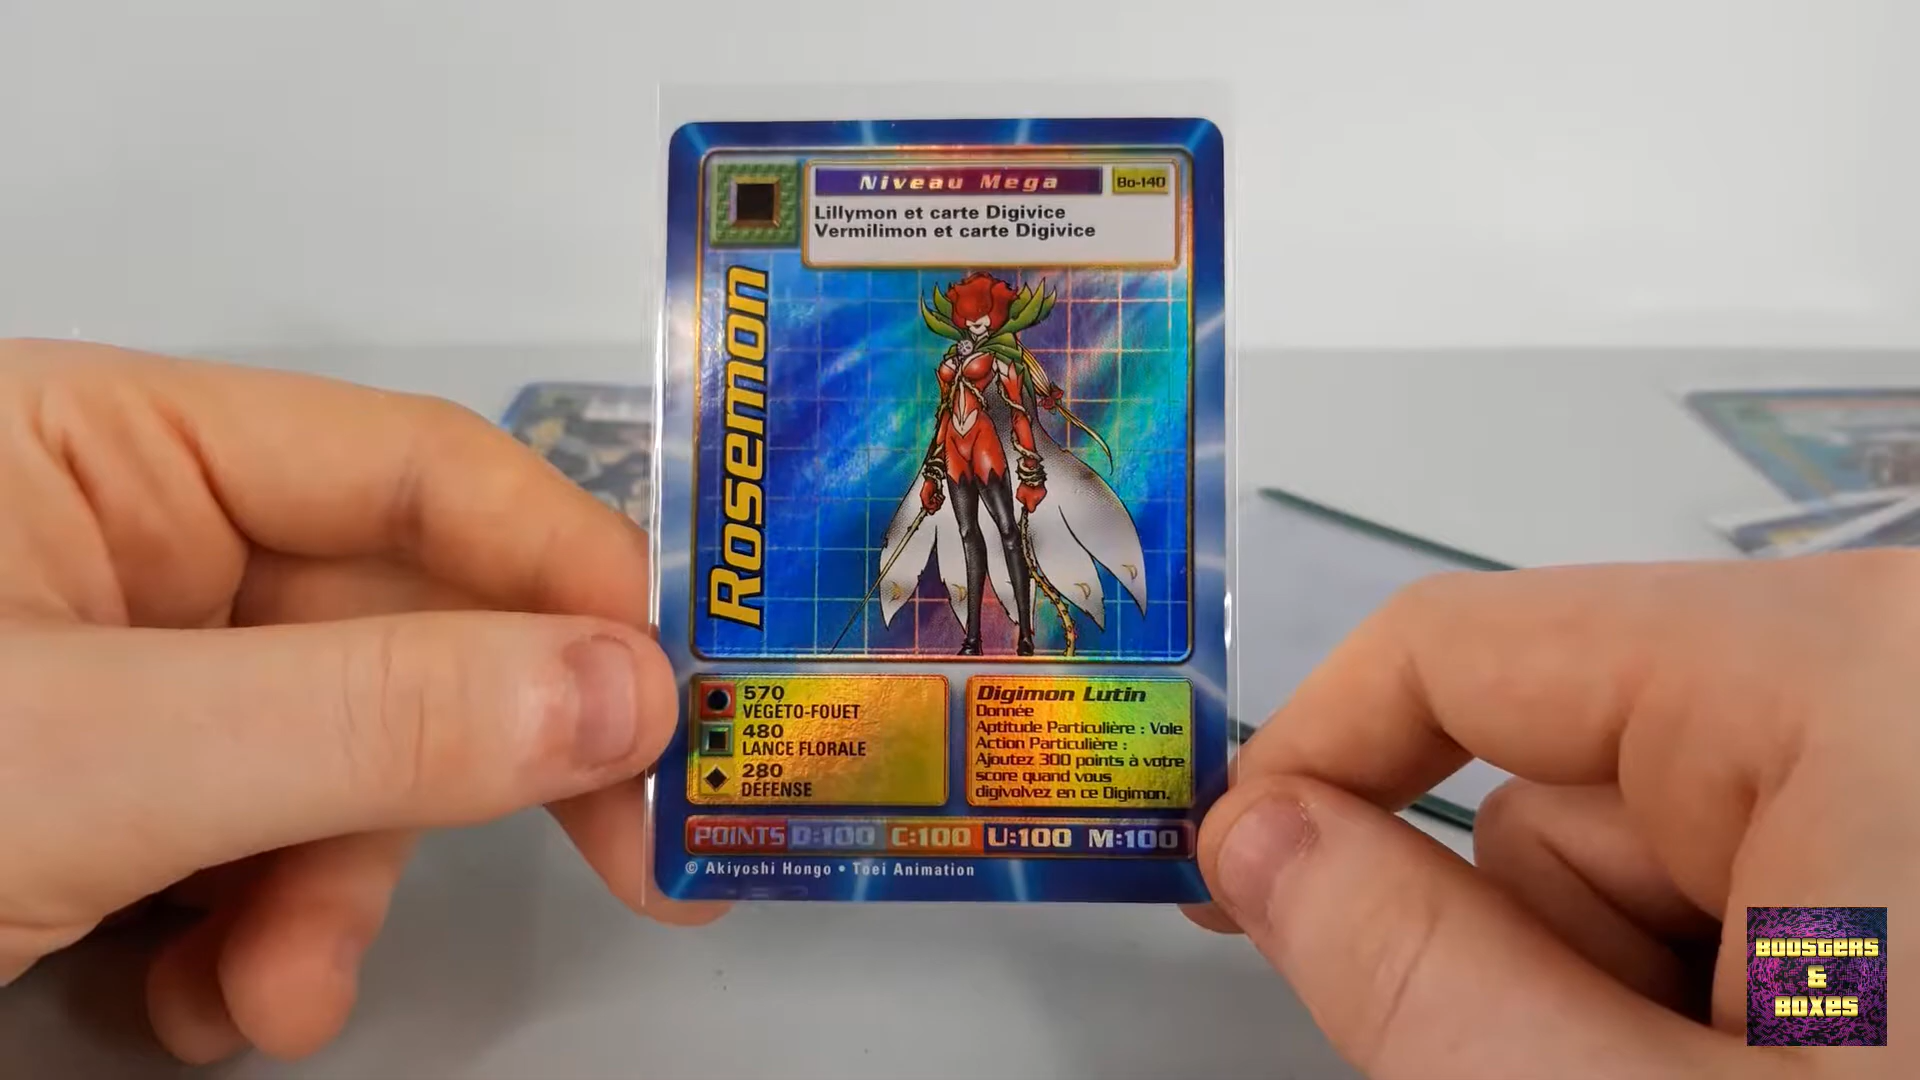 Niveau Mega
Bo-140
Lillymon et carte Digivice
Vermilimon et carte Digivice
Rosemon
570
VÉGÉTO-FOUET
480
LANCE FLORALE
280
DÉFENSE
Digimon Lutin
Donnée
Aptitude Particulière : Vole
Action Particulière :
Ajoutez 300 points à votre
score quand vous
digivolvez en ce Digimon.
POINTS D:100 C:100 U:100 M:100
© Akiyoshi Hongo • Toei Animation
BOOSTERS
&
BOXES